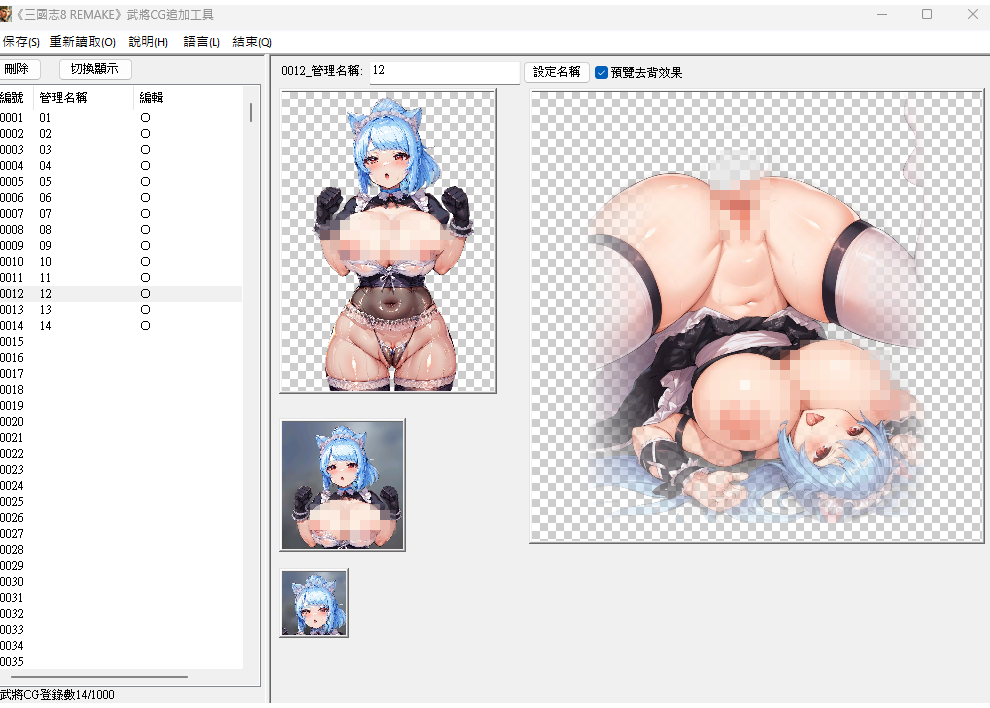 《三國志8 REMAKE》武將CG追加工具
保存(S) 重新讀取(O) 說明(H) 語言(L) 結束(Q)
刪除 切換顯示
編號 管理名稱 編輯
0001 01 O
0002 02 O
0003 03 O
0004 04 O
0005 05 O
0006 06 O
0007 07 O
0008 08 O
0009 09 O
0010 10 O
0011 11 O
0012 12 O
0013 13 O
0014 14 O
0015
0016
0017
0018
0019
0020
0021
0022
0023
0024
0025
0026
0027
0028
0029
0030
0031
0032
0033
0034
0035
武將CG登錄數14/1000
0012_管理名稱: 12 設定名稱 預覽去背效果